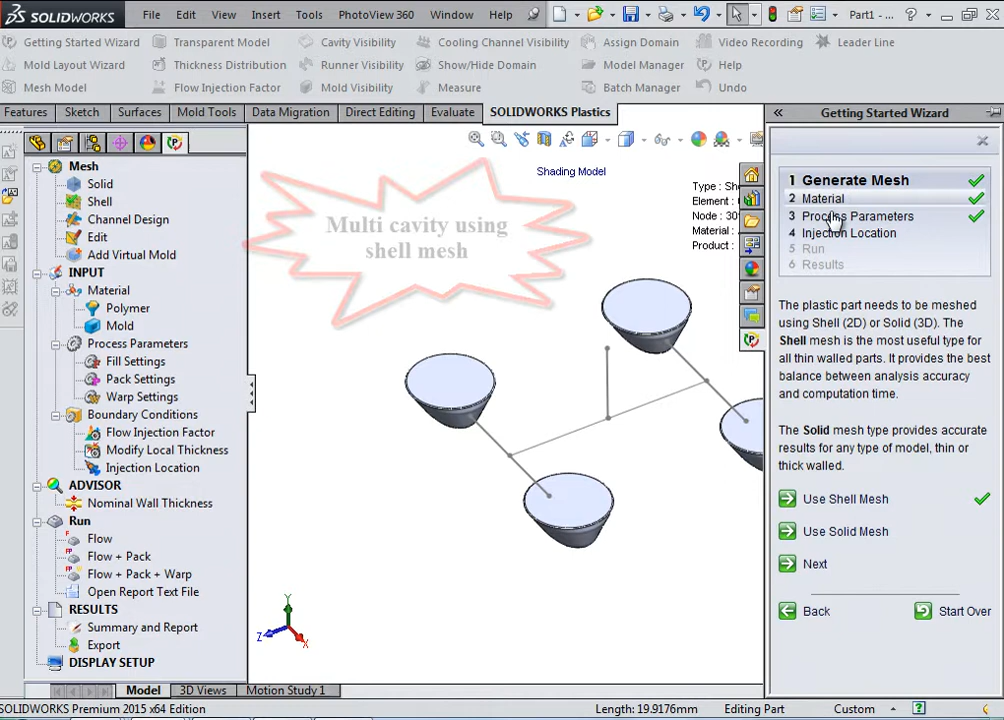 SOLIDWORKS File Edit View Insert Tools PhotoView 360 Window Help Part1 - ...
Getting Started Wizard Transparent Model Cavity Visibility Cooling Channel Visibility Assign Domain Video Recording Leader Line
Mold Layout Wizard Thickness Distribution Runner Visibility Show/Hide Domain Model Manager Help
Mesh Model Flow Injection Factor Mold Visibility Measure Batch Manager Undo
Features Sketch Surfaces Mold Tools Data Migration Direct Editing Evaluate SOLIDWORKS Plastics
Getting Started Wizard
Mesh
Solid
Shell
Channel Design
Edit
Add Virtual Mold
INPUT
Material
Polymer
Mold
Process Parameters
Fill Settings
Pack Settings
Warp Settings
Boundary Conditions
Flow Injection Factor
Modify Local Thickness
Injection Location
ADVISOR
Nominal Wall Thickness
Run
Flow
Flow + Pack
Flow + Pack + Warp
Open Report Text File
RESULTS
Summary and Report
Export
DISPLAY SETUP
Shading Model
Multi cavity using
shell mesh
Type : She
Element :
Node : 30
Material :
Product :
Y
Z
X
1 Generate Mesh
2 Material
3 Process Parameters
4 Injection Location
5 Run
6 Results
The plastic part needs to be meshed
using Shell (2D) or Solid (3D). The
Shell mesh is the most useful type for
all thin walled parts. It provides the best
balance between analysis accuracy
and computation time.
The Solid mesh type provides accurate
results for any type of model, thin or
thick walled.
Use Shell Mesh
Use Solid Mesh
Next
Back Start Over
Model 3D Views Motion Study 1
SOLIDWORKS Premium 2015 x64 Edition Length: 19.9176mm Editing Part Custom